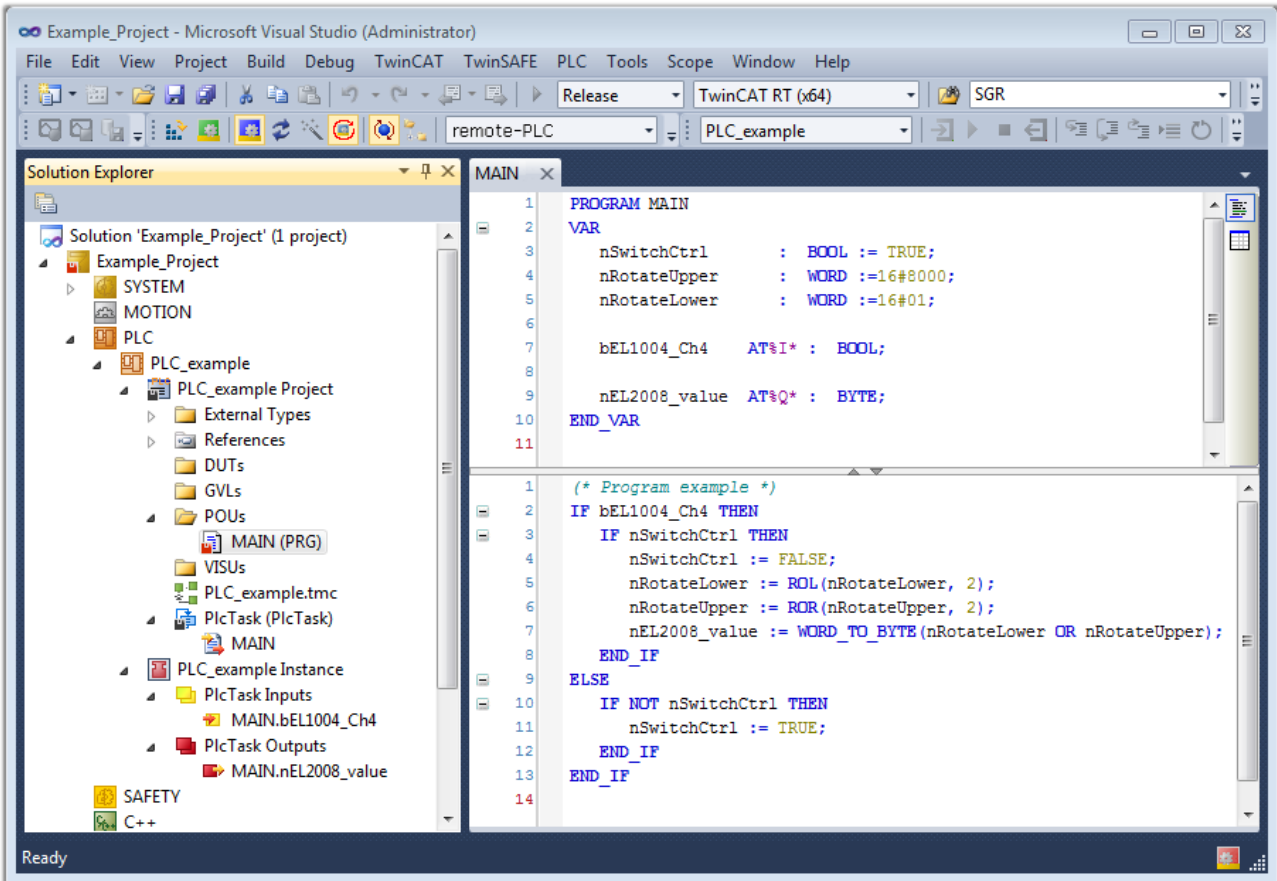 Example_Project - Microsoft Visual Studio (Administrator)
File Edit View Project Build Debug TwinCAT TwinSAFE PLC Tools Scope Window Help
Release TwinCAT RT (x64) SGR
remote-PLC PLC_example
Solution Explorer
Solution 'Example_Project' (1 project)
Example_Project
SYSTEM
MOTION
PLC
PLC_example
PLC_example Project
External Types
References
DUTs
GVLs
POUs
MAIN (PRG)
VISUs
PLC_example.tmc
PlcTask (PlcTask)
MAIN
PLC_example Instance
PlcTask Inputs
MAIN.bEL1004_Ch4
PlcTask Outputs
MAIN.nEL2008_value
SAFETY
C++
MAIN
1 PROGRAM MAIN
2 VAR
3 nSwitchCtrl : BOOL := TRUE;
4 nRotateUpper : WORD :=16#8000;
5 nRotateLower : WORD :=16#01;
6
7 bEL1004_Ch4 AT%I* : BOOL;
8
9 nEL2008_value AT%Q* : BYTE;
10 END_VAR
11
1 (* Program example *)
2 IF bEL1004_Ch4 THEN
3 IF nSwitchCtrl THEN
4 nSwitchCtrl := FALSE;
5 nRotateLower := ROL(nRotateLower, 2);
6 nRotateUpper := ROR(nRotateUpper, 2);
7 nEL2008_value := WORD_TO_BYTE(nRotateLower OR nRotateUpper);
8 END_IF
9 ELSE
10 IF NOT nSwitchCtrl THEN
11 nSwitchCtrl := TRUE;
12 END_IF
13 END_IF
14
Ready